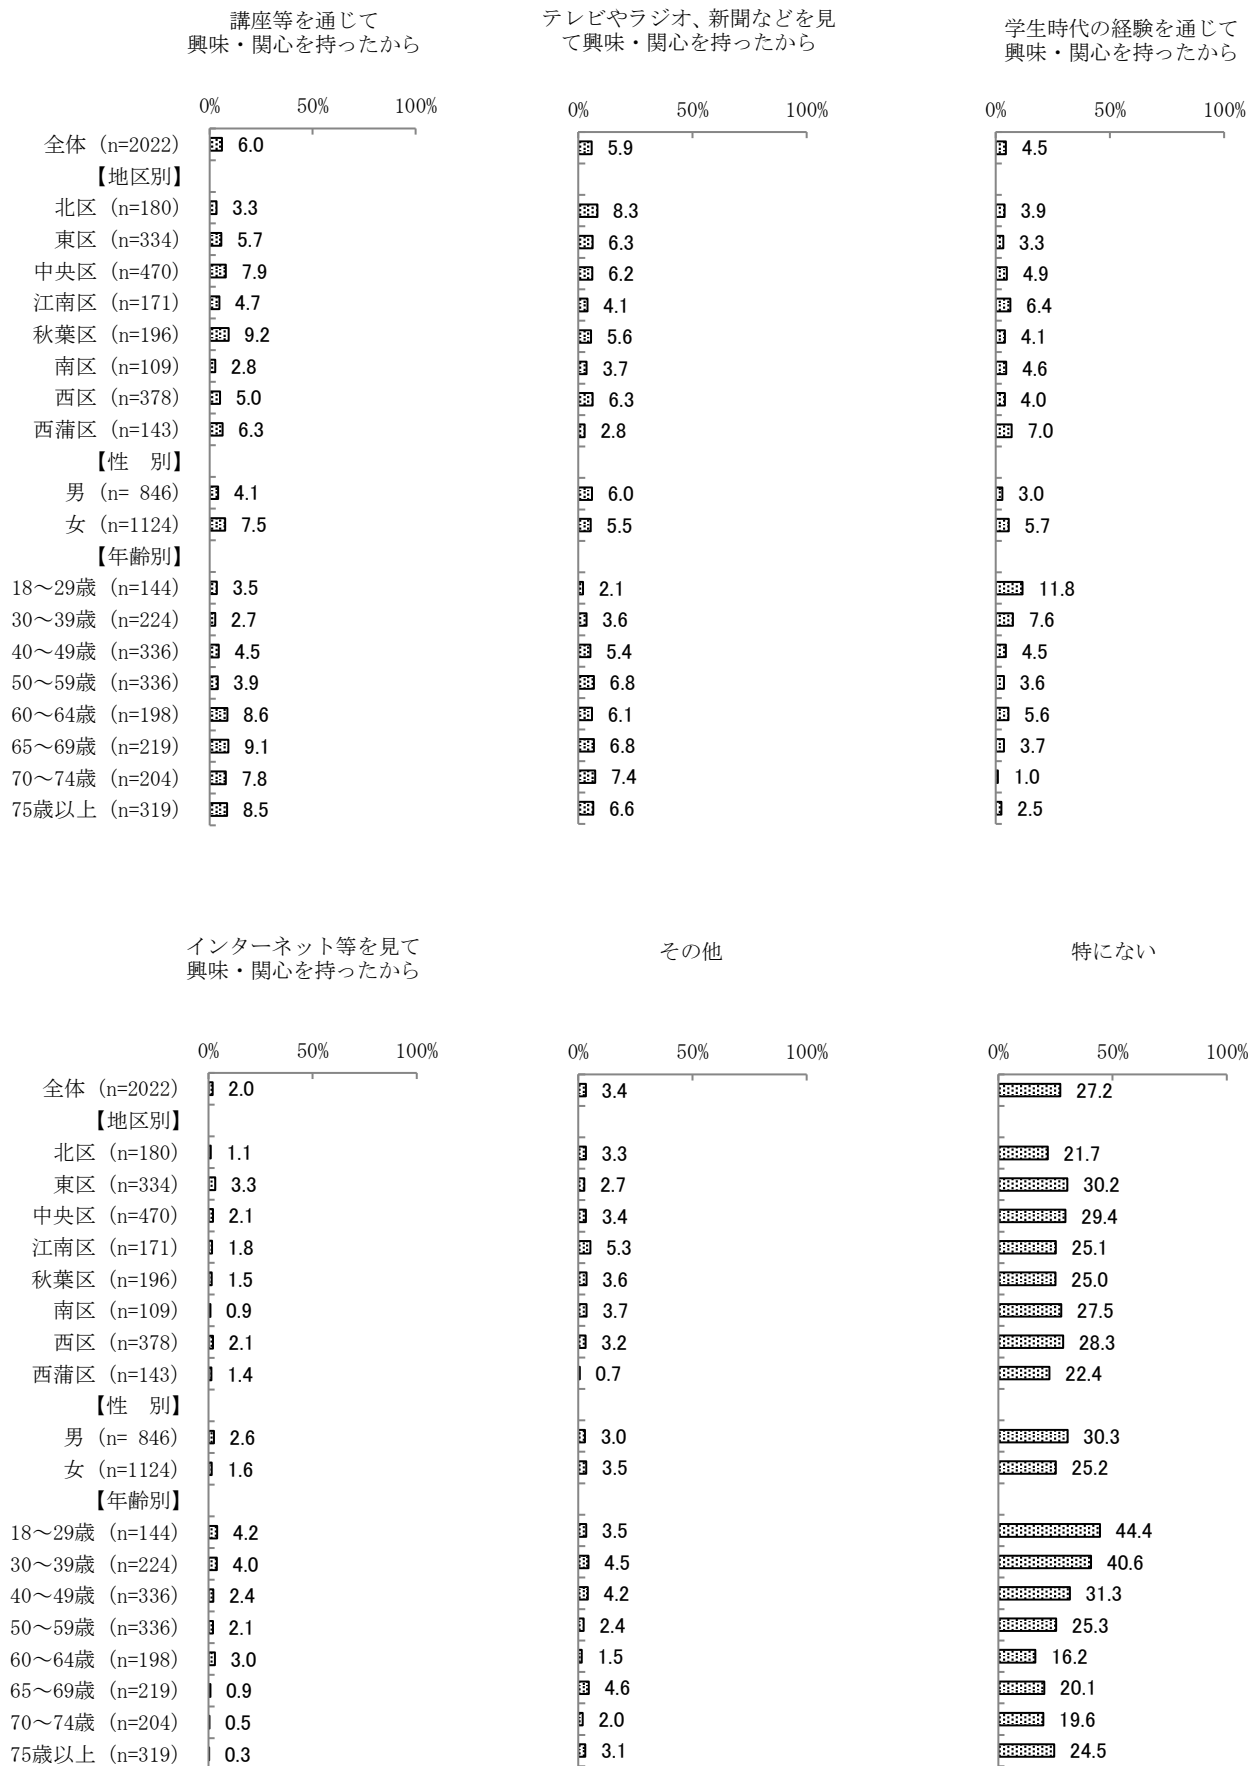 講座等を通じて
興味・関心を持ったから
テレビやラジオ、新聞などを見
て興味・関心を持ったから
学生時代の経験を通じて
興味・関心を持ったから
0% 50% 100% 0% 50% 100% 0% 50% 100%
全体 (n=2022) 6.0 5.9 4.5
【地区別】
北区 (n=180) 3.3 8.3 3.9
東区 (n=334) 5.7 6.3 3.3
中央区 (n=470) 7.9 6.2 4.9
江南区 (n=171) 4.7 4.1 6.4
秋葉区 (n=196) 9.2 5.6 4.1
南区 (n=109) 2.8 3.7 4.6
西区 (n=378) 5.0 6.3 4.0
西蒲区 (n=143) 6.3 2.8 7.0
【性　別】
男 (n= 846) 4.1 6.0 3.0
女 (n=1124) 7.5 5.5 5.7
【年齢別】
18～29歳 (n=144) 3.5 2.1 11.8
30～39歳 (n=224) 2.7 3.6 7.6
40～49歳 (n=336) 4.5 5.4 4.5
50～59歳 (n=336) 3.9 6.8 3.6
60～64歳 (n=198) 8.6 6.1 5.6
65～69歳 (n=219) 9.1 6.8 3.7
70～74歳 (n=204) 7.8 7.4 1.0
75歳以上 (n=319) 8.5 6.6 2.5
インターネット等を見て
興味・関心を持ったから
その他
特にない
0% 50% 100% 0% 50% 100% 0% 50% 100%
全体 (n=2022) 2.0 3.4 27.2
【地区別】
北区 (n=180) 1.1 3.3 21.7
東区 (n=334) 3.3 2.7 30.2
中央区 (n=470) 2.1 3.4 29.4
江南区 (n=171) 1.8 5.3 25.1
秋葉区 (n=196) 1.5 3.6 25.0
南区 (n=109) 0.9 3.7 27.5
西区 (n=378) 2.1 3.2 28.3
西蒲区 (n=143) 1.4 0.7 22.4
【性　別】
男 (n= 846) 2.6 3.0 30.3
女 (n=1124) 1.6 3.5 25.2
【年齢別】
18～29歳 (n=144) 4.2 3.5 44.4
30～39歳 (n=224) 4.0 4.5 40.6
40～49歳 (n=336) 2.4 4.2 31.3
50～59歳 (n=336) 2.1 2.4 25.3
60～64歳 (n=198) 3.0 1.5 16.2
65～69歳 (n=219) 0.9 4.6 20.1
70～74歳 (n=204) 0.5 2.0 19.6
75歳以上 (n=319) 0.3 3.1 24.5